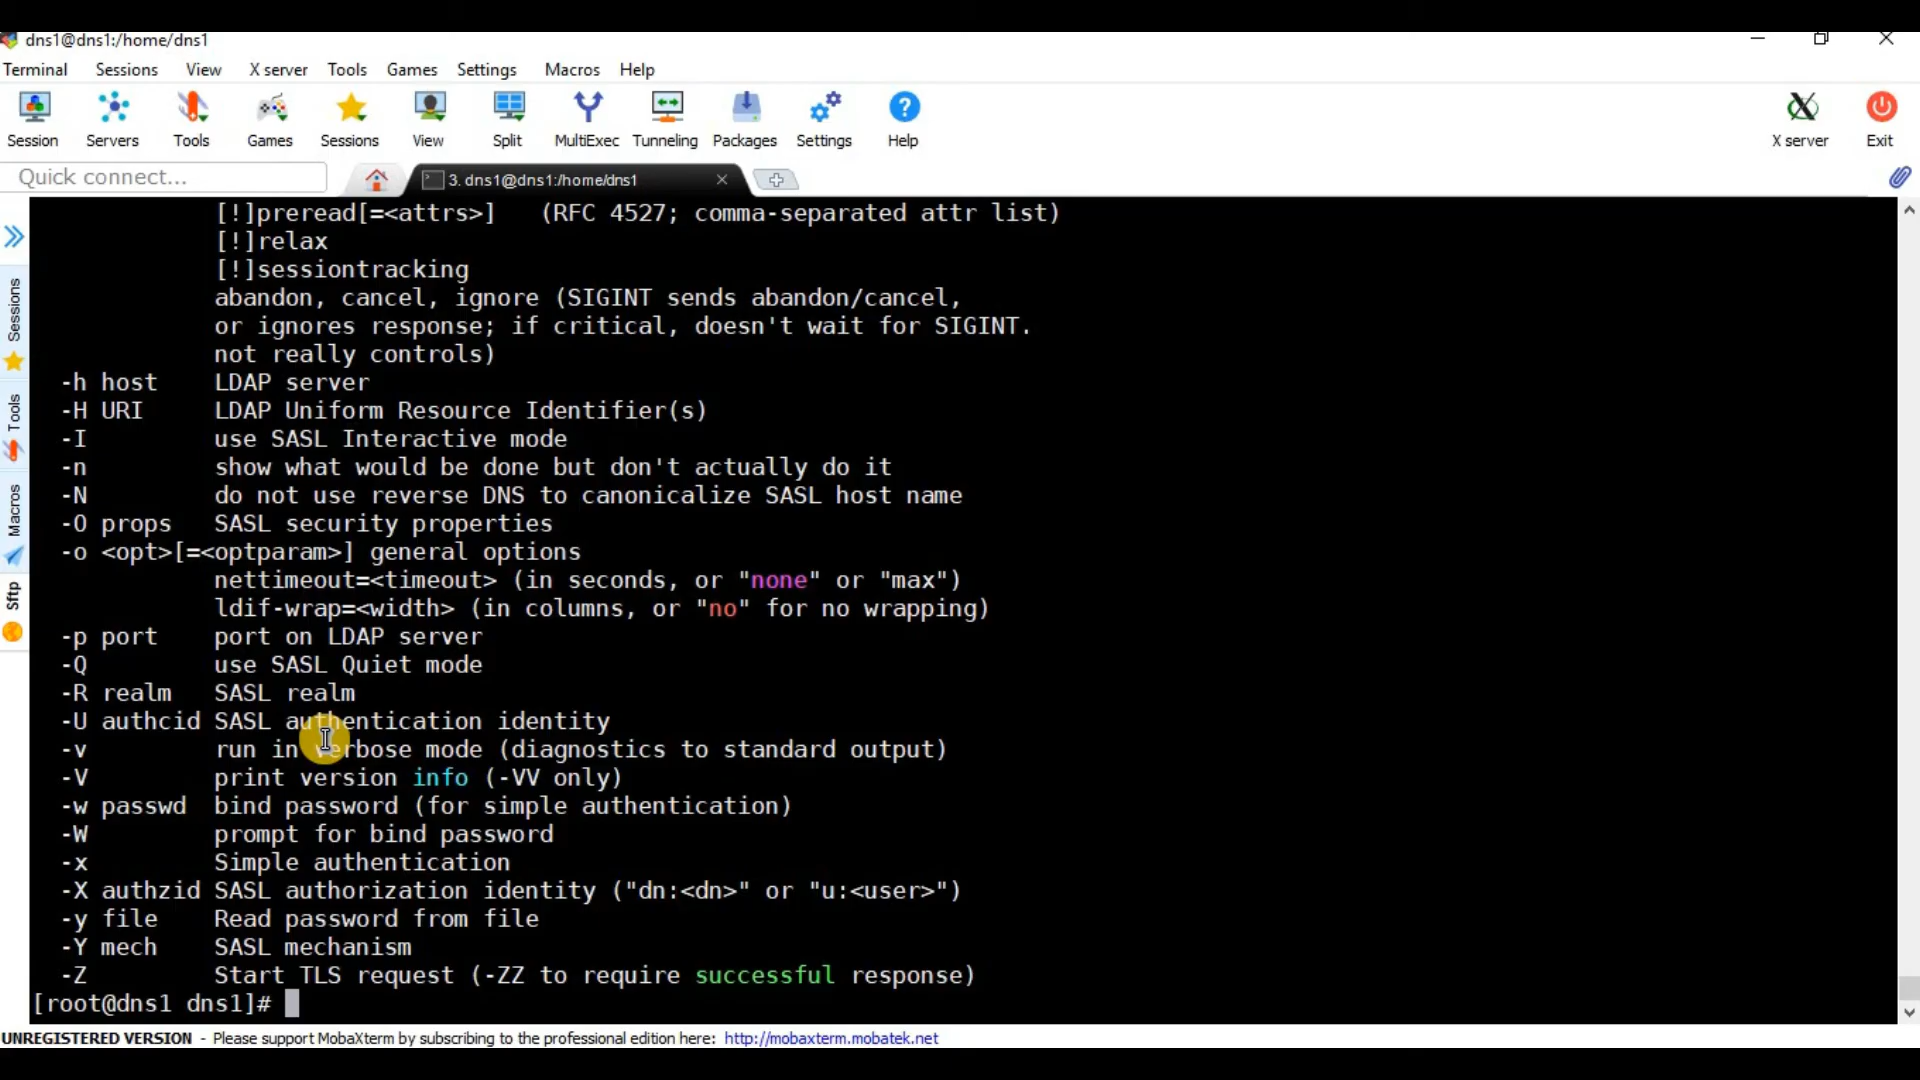 dns1@dns1:/home/dns1
Terminal Sessions View X server Tools Games Settings Macros Help
Session Servers Tools Games Sessions View Split MultiExec Tunneling Packages Settings Help X server Exit
Quick connect... 3. dns1@dns1:/home/dns1
[!]preread[=<attrs>] (RFC 4527; comma-separated attr list)
[!]relax
[!]sessiontracking
abandon, cancel, ignore (SIGINT sends abandon/cancel,
or ignores response; if critical, doesn't wait for SIGINT.
not really controls)
-h host LDAP server
-H URI LDAP Uniform Resource Identifier(s)
-I use SASL Interactive mode
-n show what would be done but don't actually do it
-N do not use reverse DNS to canonicalize SASL host name
-O props SASL security properties
-o <opt>[=<optparam>] general options
nettimeout=<timeout> (in seconds, or "none" or "max")
ldif-wrap=<width> (in columns, or "no" for no wrapping)
-p port port on LDAP server
-Q use SASL Quiet mode
-R realm SASL realm
-U authcid SASL authentication identity
-v run in verbose mode (diagnostics to standard output)
-V print version info (-VV only)
-w passwd bind password (for simple authentication)
-W prompt for bind password
-x Simple authentication
-X authzid SASL authorization identity ("dn:<dn>" or "u:<user>")
-y file Read password from file
-Y mech SASL mechanism
-Z Start TLS request (-ZZ to require successful response)
[root@dns1 dns1]#
Sessions
Tools
Macros
Sftp
UNREGISTERED VERSION - Please support MobaXterm by subscribing to the professional edition here: http://mobaxterm.mobatek.net